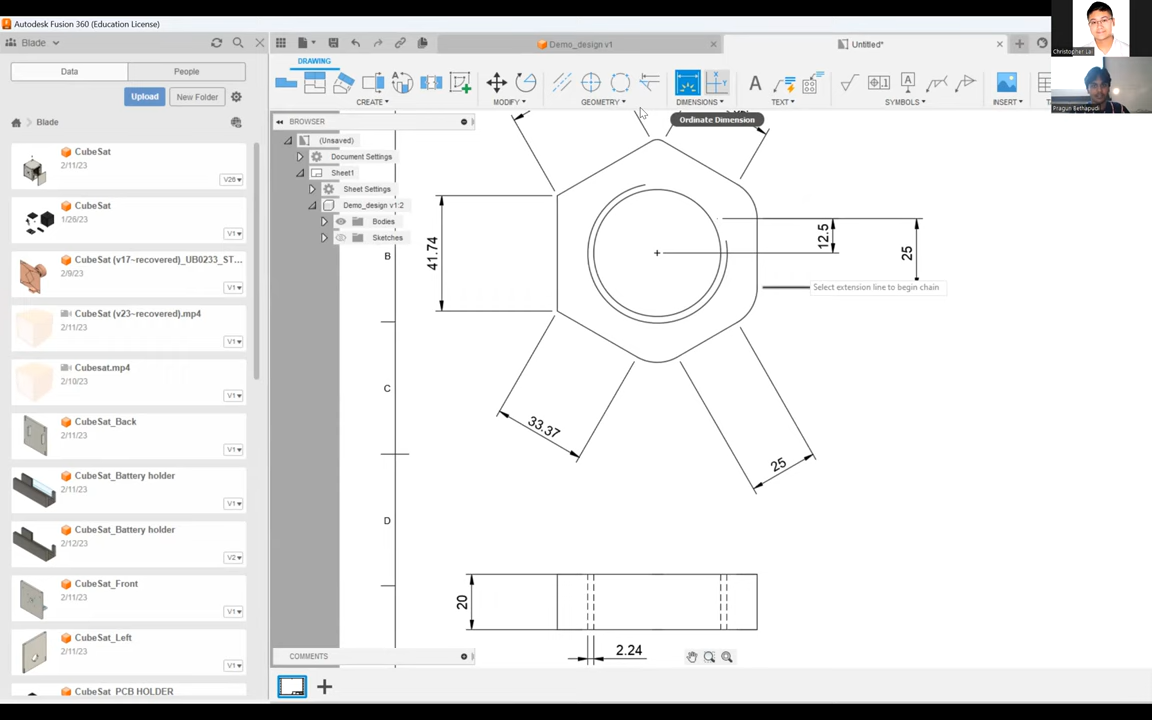 Autodesk Fusion 360 (Education License)
Blade
Demo_design v1
Untitled*
Christopher Lai
Pragun Bethapudi
Data
People
Upload
New Folder
Blade
CubeSat
2/11/23
V26
CubeSat
1/26/23
V1
CubeSat (v17~recovered)_UB0233_ST...
2/9/23
V1
CubeSat (v23~recovered).mp4
2/11/23
V1
Cubesat.mp4
2/10/23
V1
CubeSat_Back
2/11/23
V1
CubeSat_Battery holder
2/11/23
V1
CubeSat_Battery holder
2/12/23
V2
CubeSat_Front
2/11/23
V1
CubeSat_Left
2/11/23
V1
CubeSat_PCB HOLDER
DRAWING
CREATE
MODIFY
GEOMETRY
DIMENSIONS
TEXT
SYMBOLS
INSERT
Ordinate Dimension
BROWSER
(Unsaved)
Document Settings
Sheet1
Sheet Settings
Demo_design v1:2
Bodies
Sketches
B
C
D
41.74
12.5
25
Select extension line to begin chain
33.37
25
20
2.24
COMMENTS